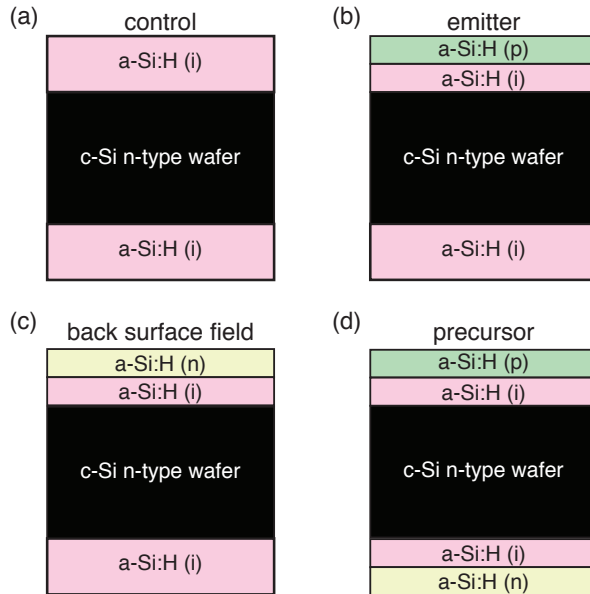 (a)
control
a-Si:H (i)
c-Si n-type wafer
a-Si:H (i)
(b)
emitter
a-Si:H (p)
a-Si:H (i)
c-Si n-type wafer
a-Si:H (i)
(c)
back surface field
a-Si:H (n)
a-Si:H (i)
c-Si n-type wafer
a-Si:H (i)
(d)
precursor
a-Si:H (p)
a-Si:H (i)
c-Si n-type wafer
a-Si:H (i)
a-Si:H (n)